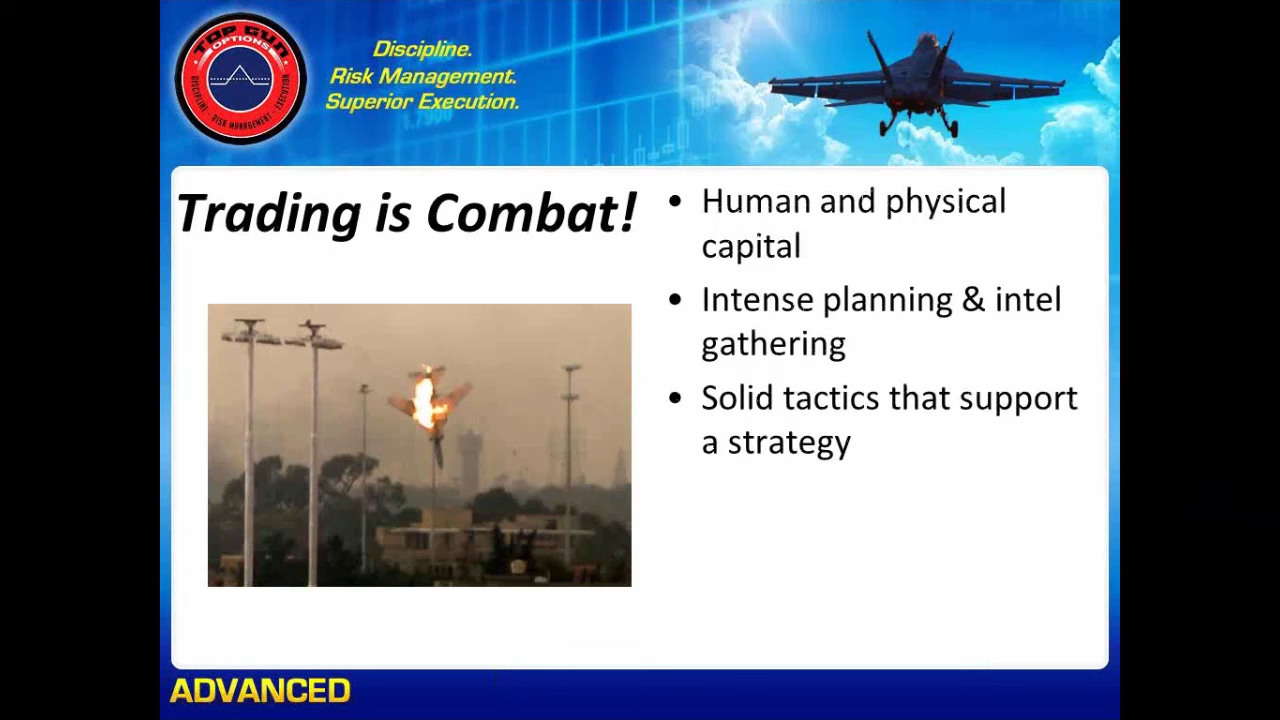 TOP GUN
OPTIONS
DISCIPLINE - RISK MANAGEMENT - EXECUTION
Discipline.
Risk Management.
Superior Execution.
Trading is Combat!
• Human and physical
capital
• Intense planning & intel
gathering
• Solid tactics that support
a strategy
ADVANCED